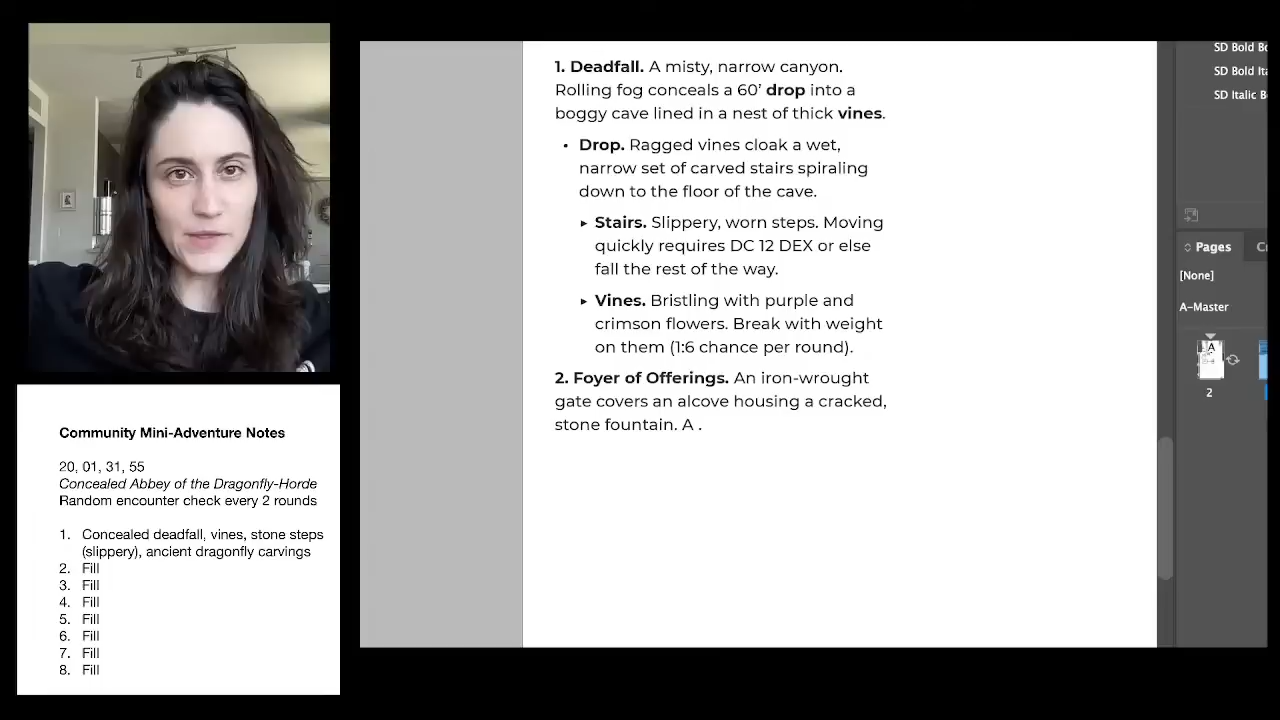 1. Deadfall. A misty, narrow canyon.
Rolling fog conceals a 60’ drop into a
boggy cave lined in a nest of thick vines.
• Drop. Ragged vines cloak a wet,
narrow set of carved stairs spiraling
down to the floor of the cave.
▸ Stairs. Slippery, worn steps. Moving
quickly requires DC 12 DEX or else
fall the rest of the way.
▸ Vines. Bristling with purple and
crimson flowers. Break with weight
on them (1:6 chance per round).
2. Foyer of Offerings. An iron-wrought
gate covers an alcove housing a cracked,
stone fountain. A .
Community Mini-Adventure Notes
20, 01, 31, 55
Concealed Abbey of the Dragonfly-Horde
Random encounter check every 2 rounds
1. Concealed deadfall, vines, stone steps
(slippery), ancient dragonfly carvings
2. Fill
3. Fill
4. Fill
5. Fill
6. Fill
7. Fill
8. Fill
SD Bold Bo
SD Bold Ita
SD Italic Bo
Pages
[None]
A-Master
A
2